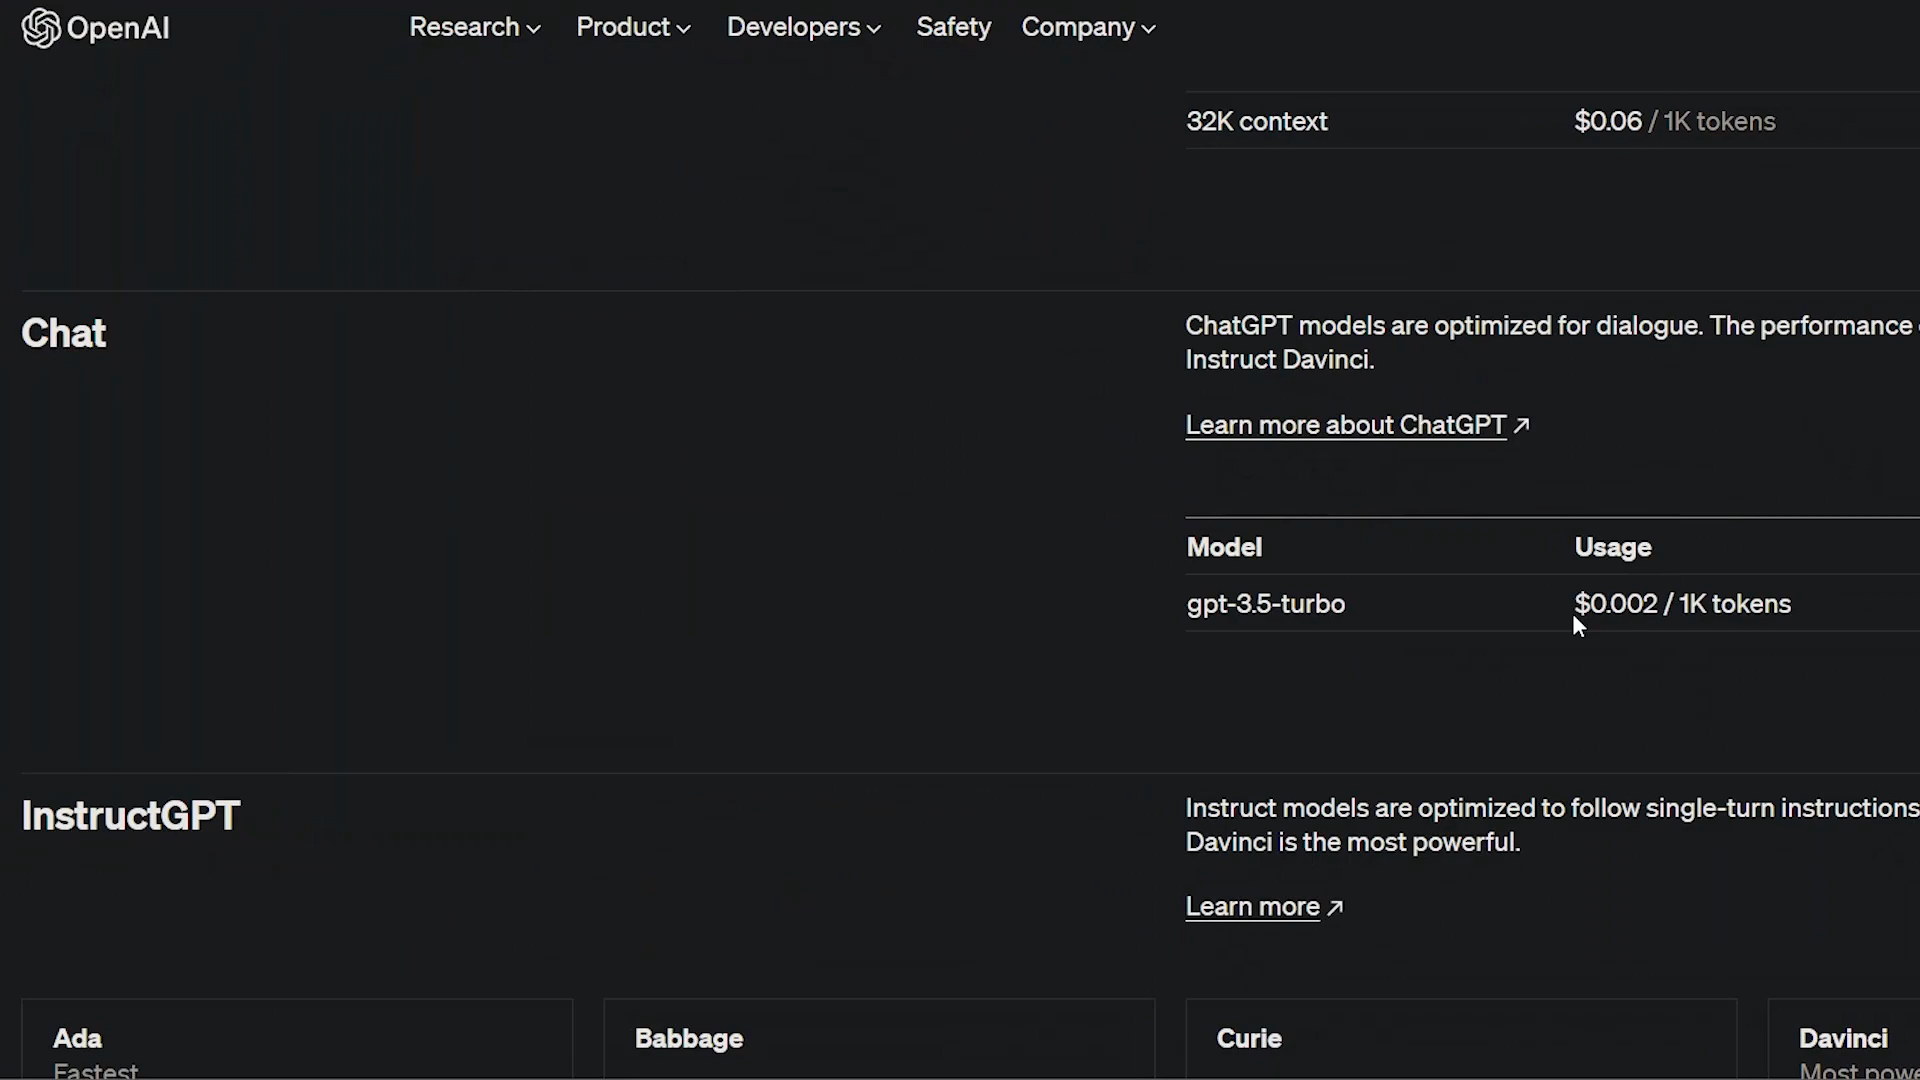 OpenAI
Research Product Developers Safety Company
32K context $0.06 / 1K tokens
Chat
ChatGPT models are optimized for dialogue. The performance
Instruct Davinci.
Learn more about ChatGPT ↗
Model Usage
gpt-3.5-turbo $0.002 / 1K tokens
InstructGPT
Instruct models are optimized to follow single-turn instructions
Davinci is the most powerful.
Learn more ↗
Ada Babbage Curie Davinci
Fastest Most